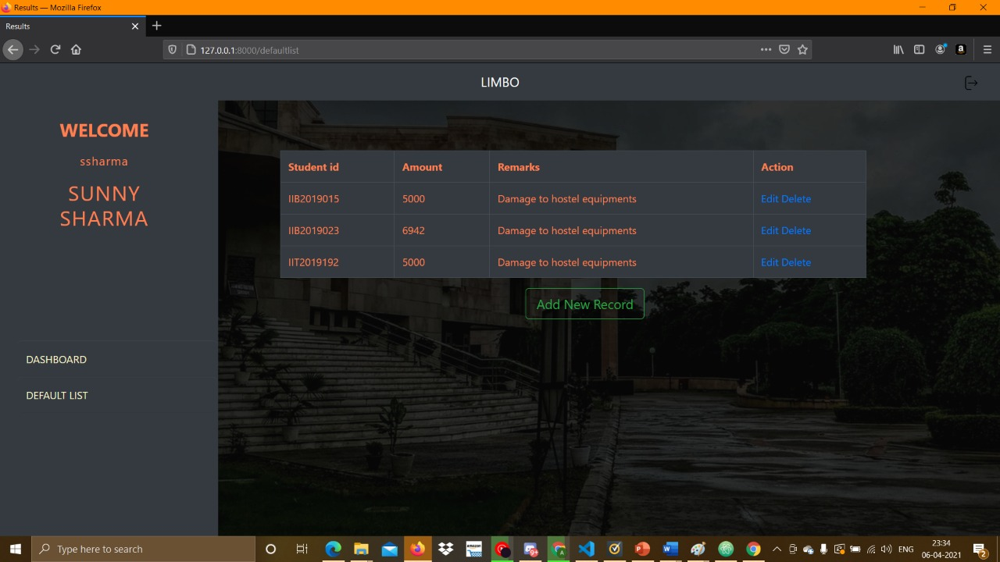 Results — Mozilla Firefox
Results
127.0.0.1:8000/defaultlist
LIMBO
WELCOME
ssharma
SUNNY
SHARMA
DASHBOARD
DEFAULT LIST
Student id Amount Remarks Action
IIB2019015 5000 Damage to hostel equipments Edit Delete
IIB2019023 6942 Damage to hostel equipments Edit Delete
IIT2019192 5000 Damage to hostel equipments Edit Delete
Add New Record
Type here to search
ENG
23:34
06-04-2021
2